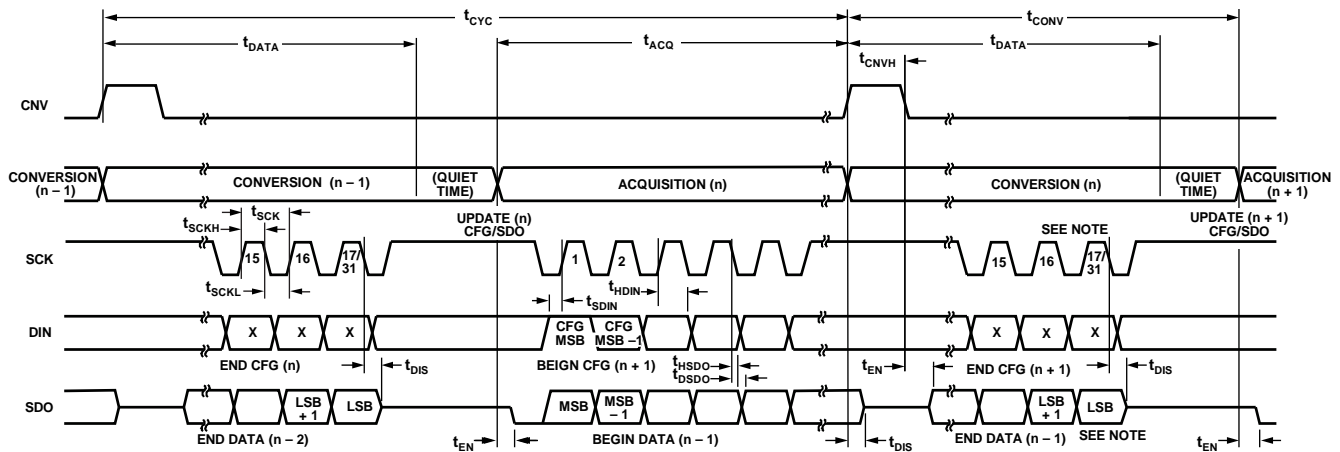 tCYC
tCONV
tDATA
tACQ
tDATA
tCNVH
CNV
CONVERSION
(n – 1)
CONVERSION (n – 1)
(QUIET
TIME)
ACQUISITION (n)
CONVERSION (n)
(QUIET
TIME)
ACQUISITION
(n + 1)
tSCK
tSCKH
UPDATE (n)
CFG/SDO
SEE NOTE
UPDATE (n + 1)
CFG/SDO
SCK
15
16
17/
31
1
2
15
16
17/
31
tSCKL
tHDIN
tSDIN
DIN
X
X
X
CFG
MSB
CFG
MSB –1
X
X
X
END CFG (n)
tDIS
BEIGN CFG (n + 1)
tHSDO
tDSDO
tEN
END CFG (n + 1)
tDIS
SDO
LSB
+ 1
LSB
MSB
MSB
–1
LSB
+ 1
LSB
END DATA (n – 2)
tEN
BEGIN DATA (n – 1)
tDIS
END DATA (n – 1)
SEE NOTE
tEN